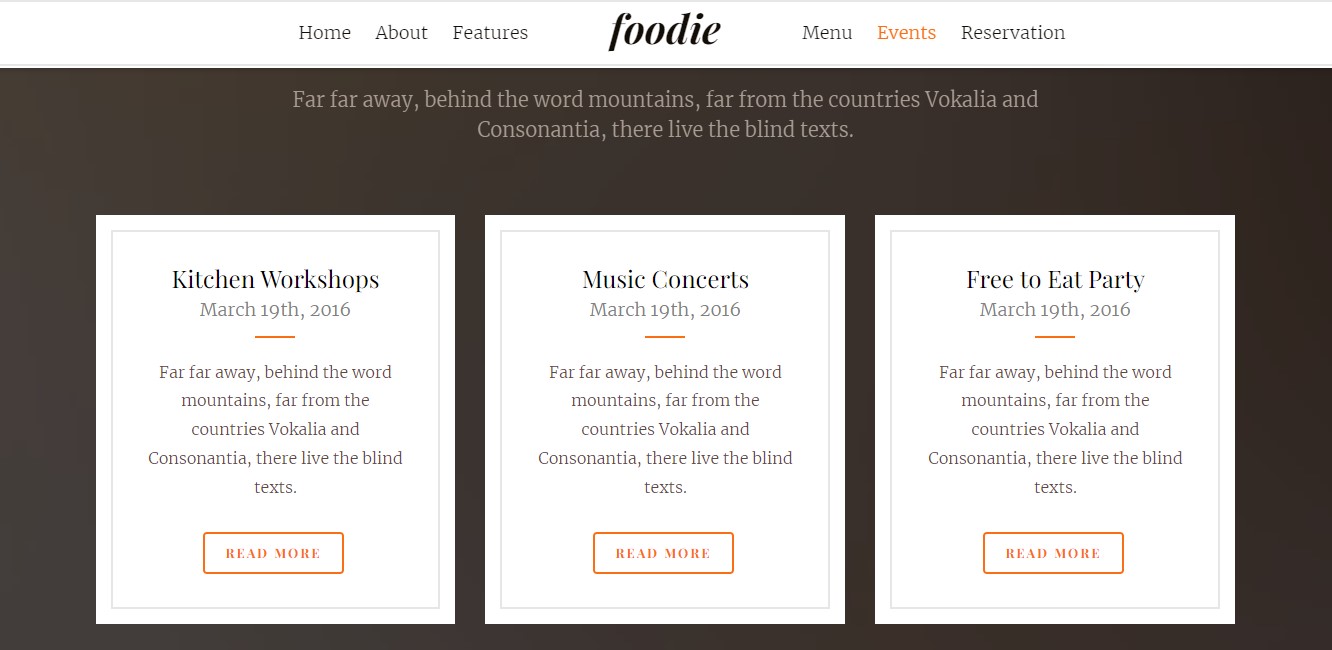 Home About Features foodie Menu Events Reservation
Far far away, behind the word mountains, far from the countries Vokalia and
Consonantia, there live the blind texts.
Kitchen Workshops
March 19th, 2016
Far far away, behind the word
mountains, far from the
countries Vokalia and
Consonantia, there live the blind
texts.
READ MORE
Music Concerts
March 19th, 2016
Far far away, behind the word
mountains, far from the
countries Vokalia and
Consonantia, there live the blind
texts.
READ MORE
Free to Eat Party
March 19th, 2016
Far far away, behind the word
mountains, far from the
countries Vokalia and
Consonantia, there live the blind
texts.
READ MORE